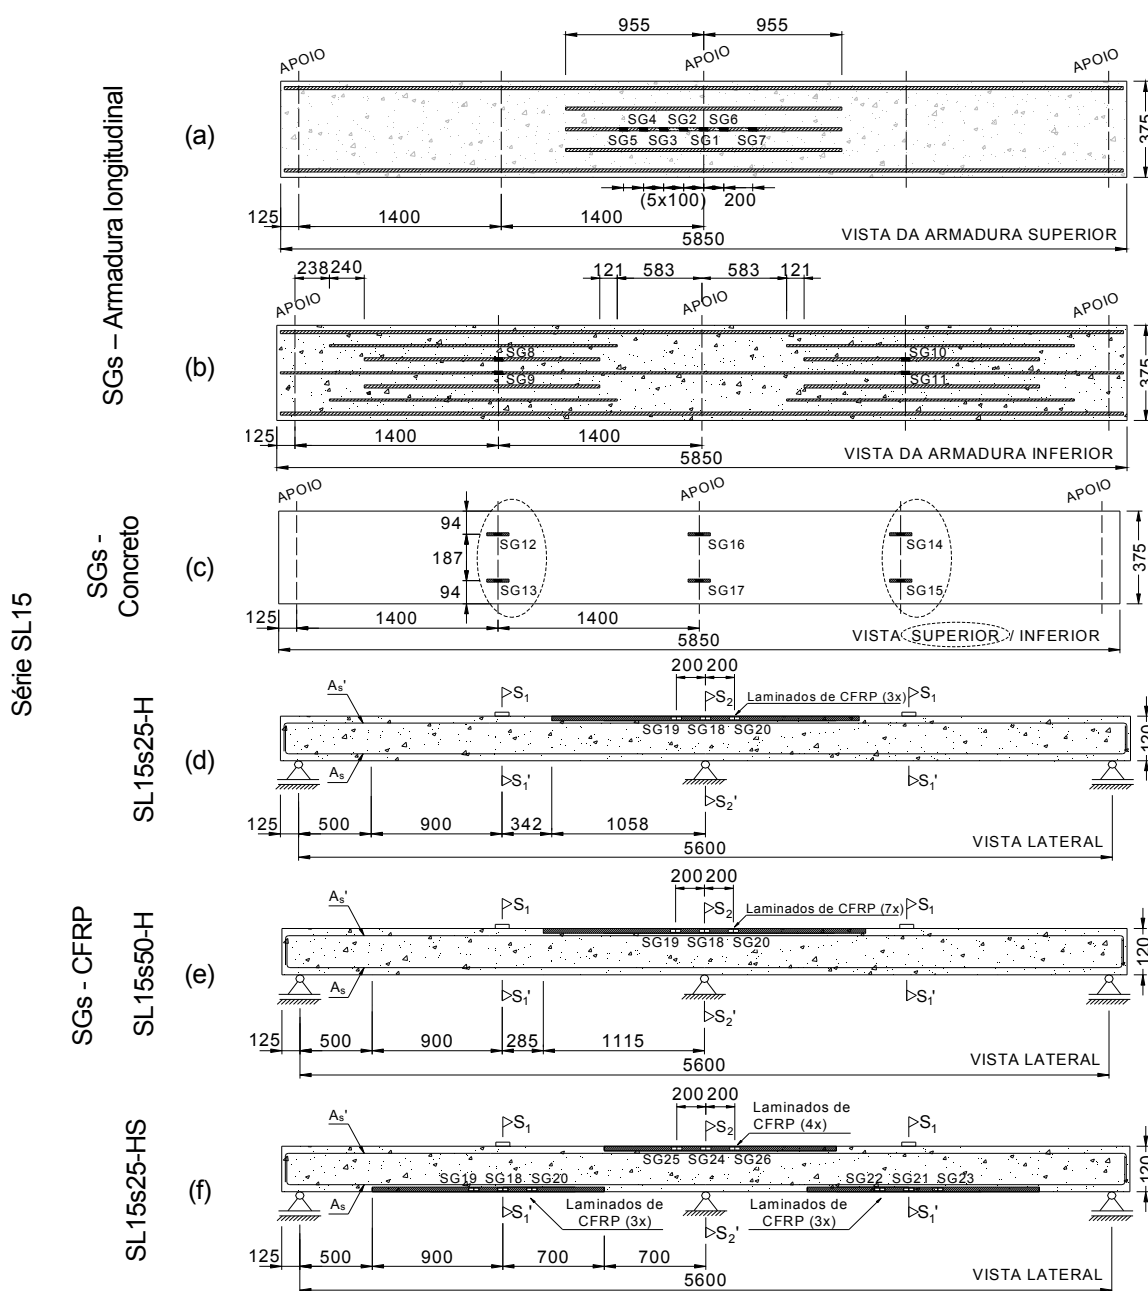 Série SL15
SGs – Armadura longitudinal
(a)
955 955
APOIO APOIO APOIO
SG4 SG2 SG6
SG5 SG3 SG1 SG7
375
(5x100) 200
125 1400 1400
VISTA DA ARMADURA SUPERIOR
5850
(b)
238 240 121 583 583 121
APOIO APOIO APOIO
SG8 SG10
SG9 SG11
375
125 1400 1400
VISTA DA ARMADURA INFERIOR
5850
SGs - Concreto
(c)
APOIO APOIO APOIO
94
SG12 SG16 SG14
187
SG13 SG17 SG15
94
375
125 1400 1400
VISTA SUPERIOR / INFERIOR
5850
SGs - CFRP
SL15s25-H
(d)
200 200
As' S1 S2 Laminados de CFRP (3x) S1
SG19 SG18 SG20
120
As S1' S2' S1'
125 500 900 342 1058
VISTA LATERAL
5600
SL15s50-H
(e)
200 200
As' S1 S2 Laminados de CFRP (7x) S1
SG19 SG18 SG20
120
As S1' S2' S1'
125 500 900 285 1115
VISTA LATERAL
5600
SL15s25-HS
(f)
200 200
Laminados de
CFRP (4x)
As' S1 S2 S1
SG25 SG24 SG26
120
SG19 SG18 SG20 SG22 SG21 SG23
As S1' S2' S1'
Laminados de
CFRP (3x)
Laminados de
CFRP (3x)
125 500 900 700 700
VISTA LATERAL
5600